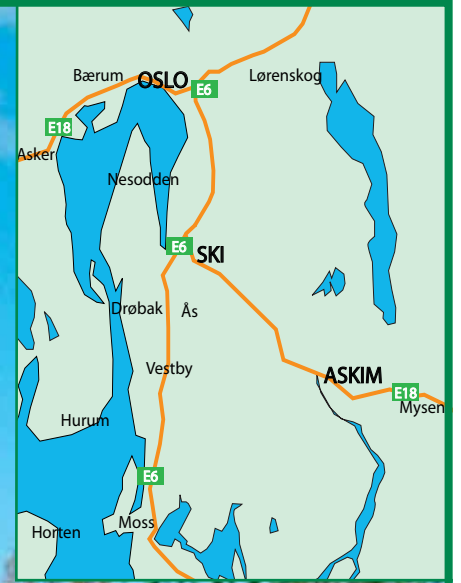 Bærum
OSLO
E6
Lørenskog
E18
Asker
Nesodden
E6
SKI
Drøbak
Ås
Vestby
ASKIM
E18
Mysen
Hurum
E6
Moss
Horten